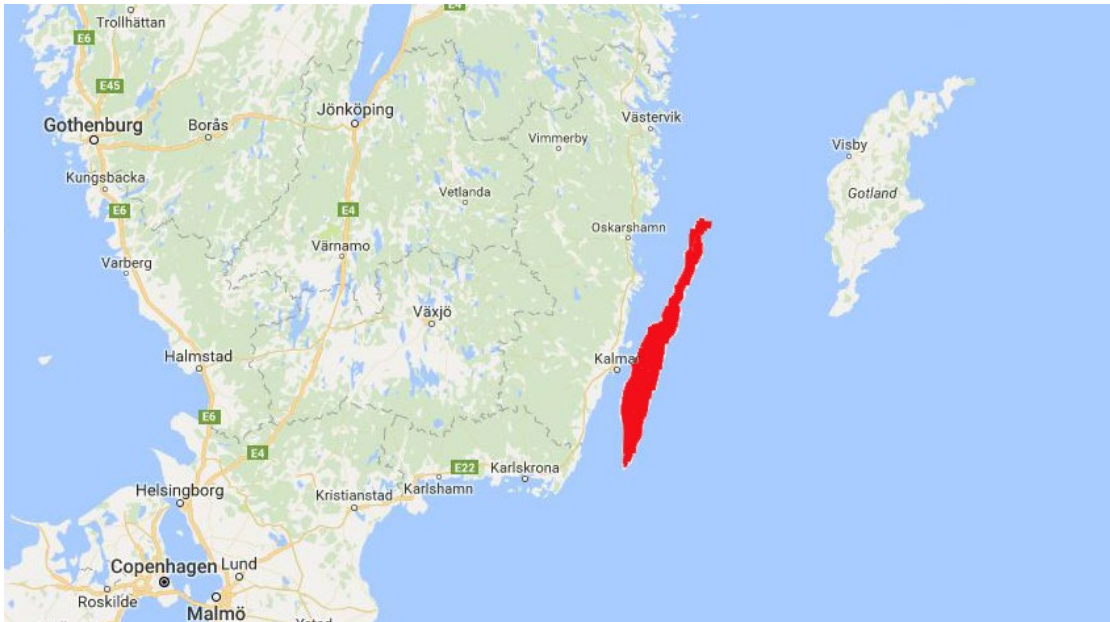 E4
Trollhättan
E6
E45
Jönköping
Gothenburg
Borås
Västervik
Vimmerby
Visby
Kungsbacka
Vetlanda
Gotland
E6
E4
Oskarshamn
Värnamo
Varberg
Växjö
Halmstad
Kalma
E6
E4
E22
Karlskrona
Helsingborg
Karlshamn
Kristianstad
Copenhagen
Lund
Roskilde
Malmö